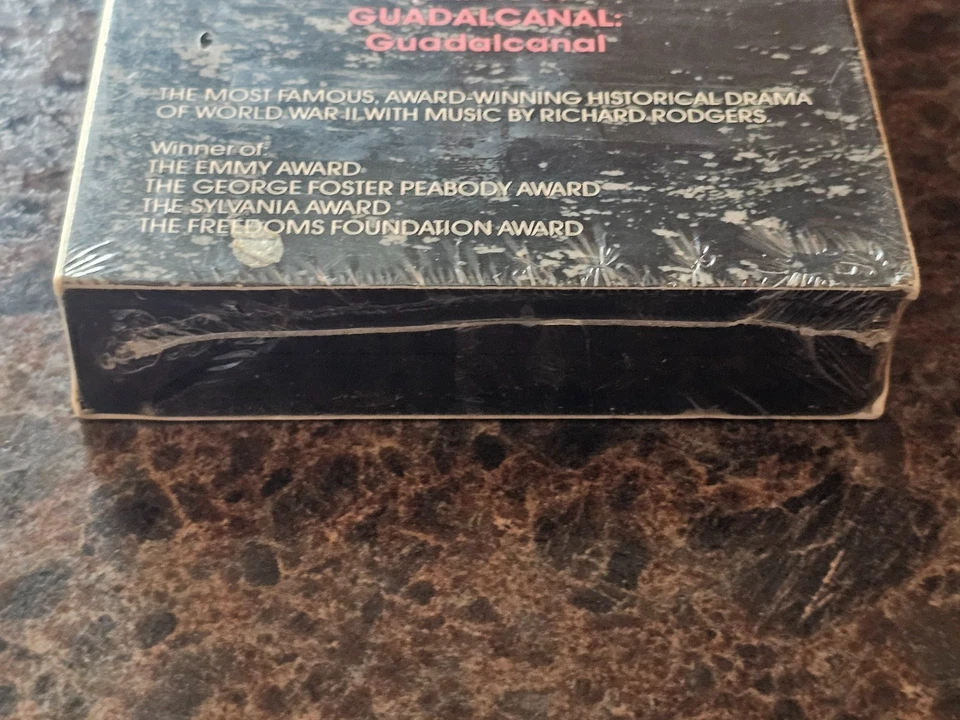 GUADALCANAL:
Guadalcanal
THE MOST FAMOUS, AWARD-WINNING HISTORICAL DRAMA
OF WORLD WAR II WITH MUSIC BY RICHARD RODGERS.
Winner of:
THE EMMY AWARD
THE GEORGE FOSTER PEABODY AWARD
THE SYLVANIA AWARD
THE FREEDOMS FOUNDATION AWARD